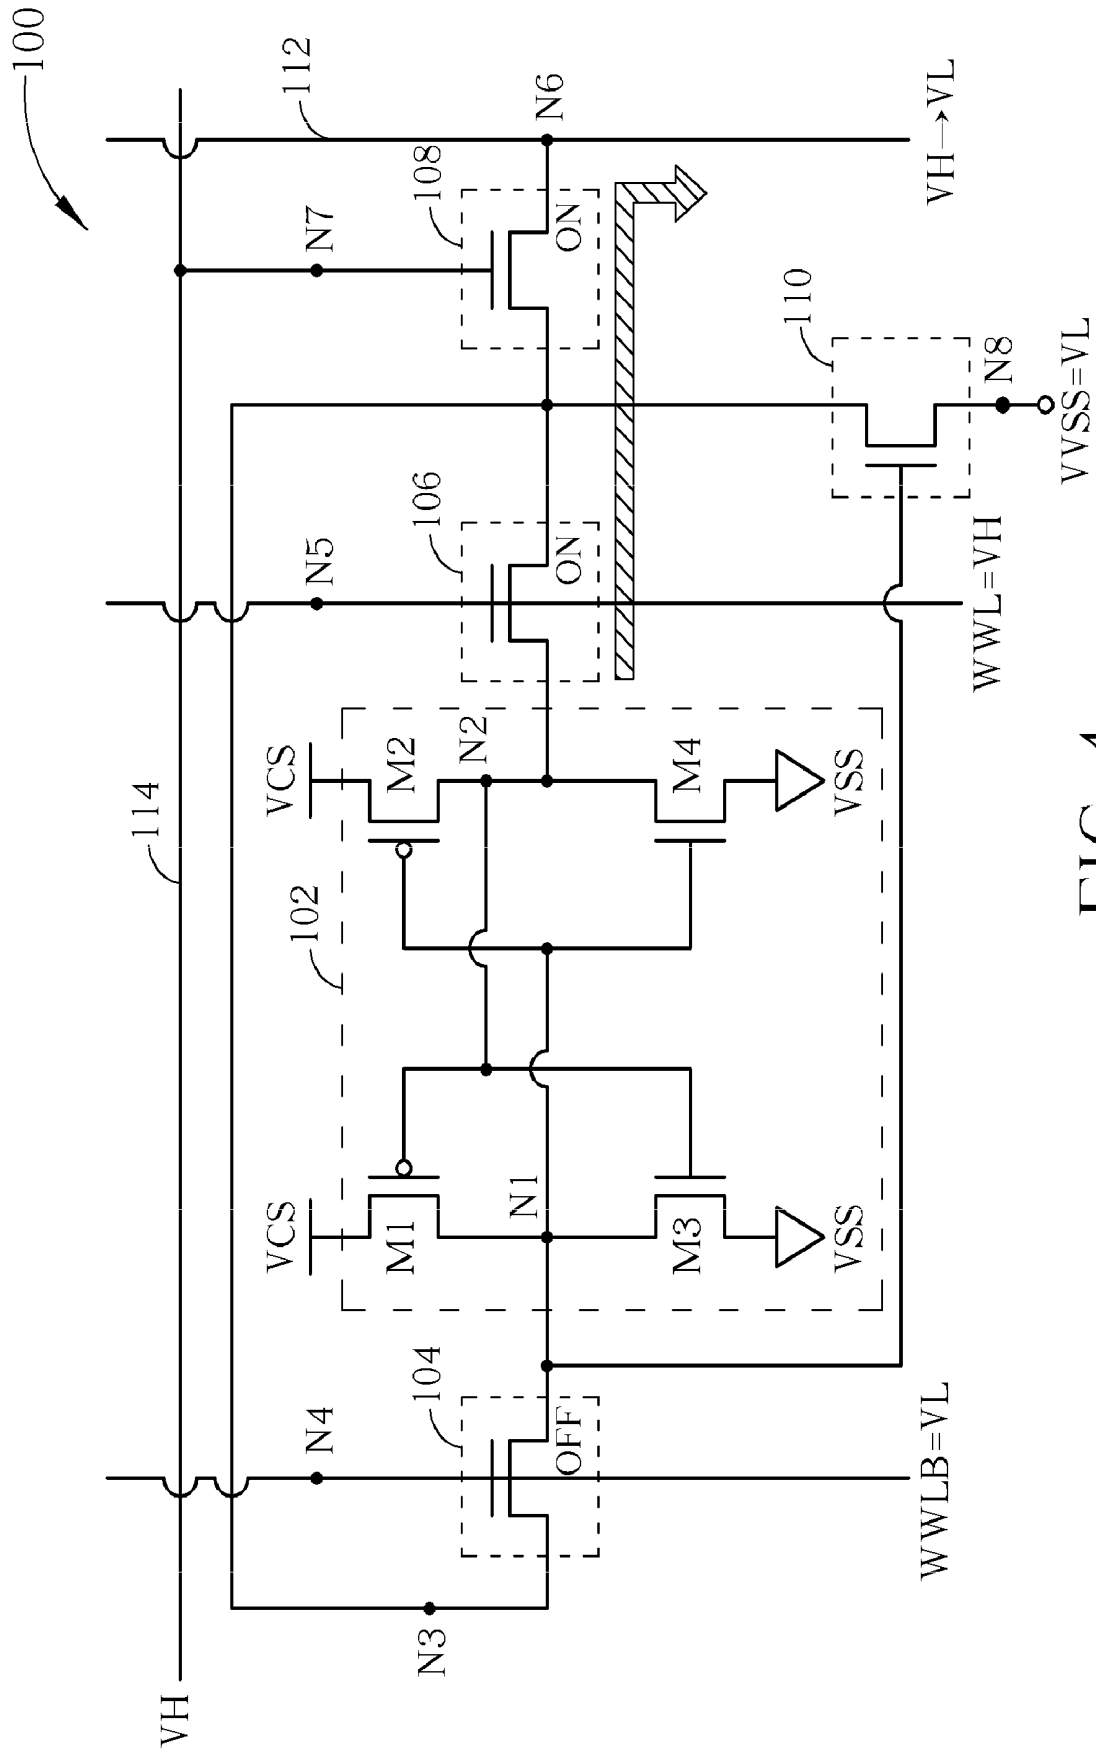 100
114
VH
VCS
VCS
102
112
N4
N5
N7
M1
M2
N3
104
106
108
N2
N1
N6
OFF
ON
ON
M3
M4
110
VSS
VSS
WWLB=VL
VH→VL
WWL=VH
N8
VVSS=VL
FIG